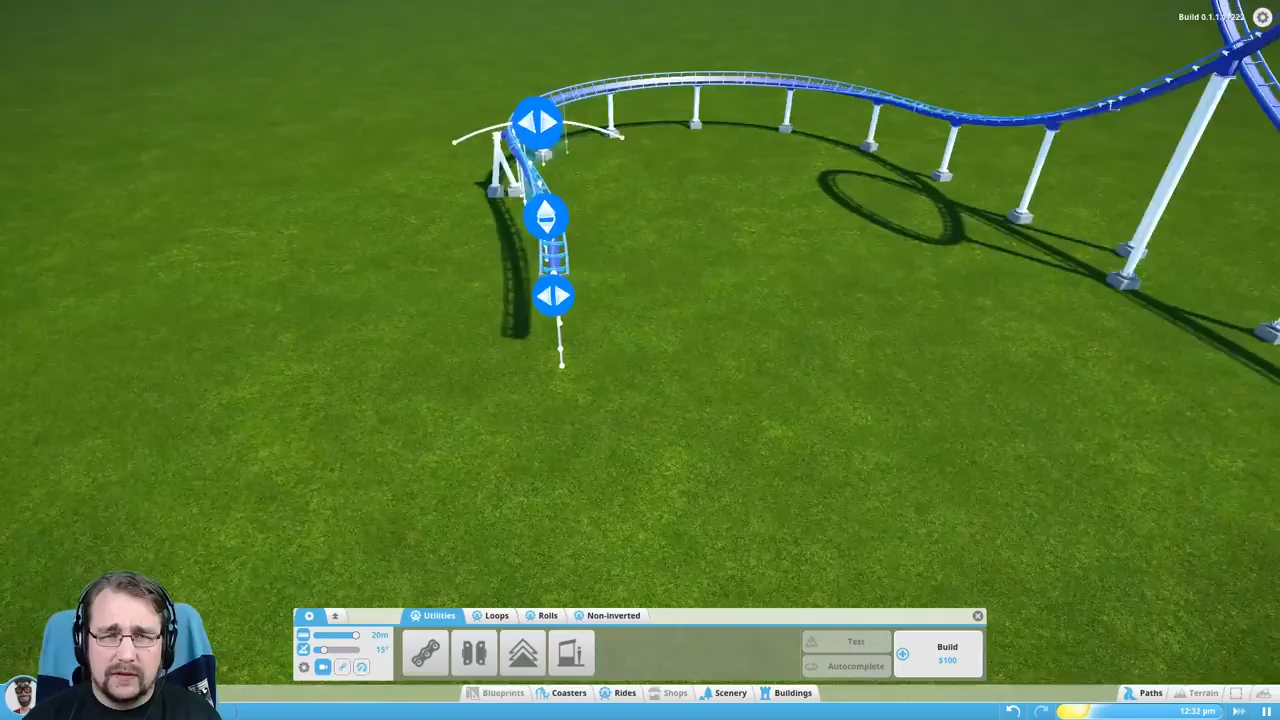 Build 0.1.1.
Utilities Loops Rolls Non-inverted
20m
15°
Test
Autocomplete
Build
$100
Blueprints Coasters Rides Shops Scenery Buildings Paths Terrain
12:32 pm